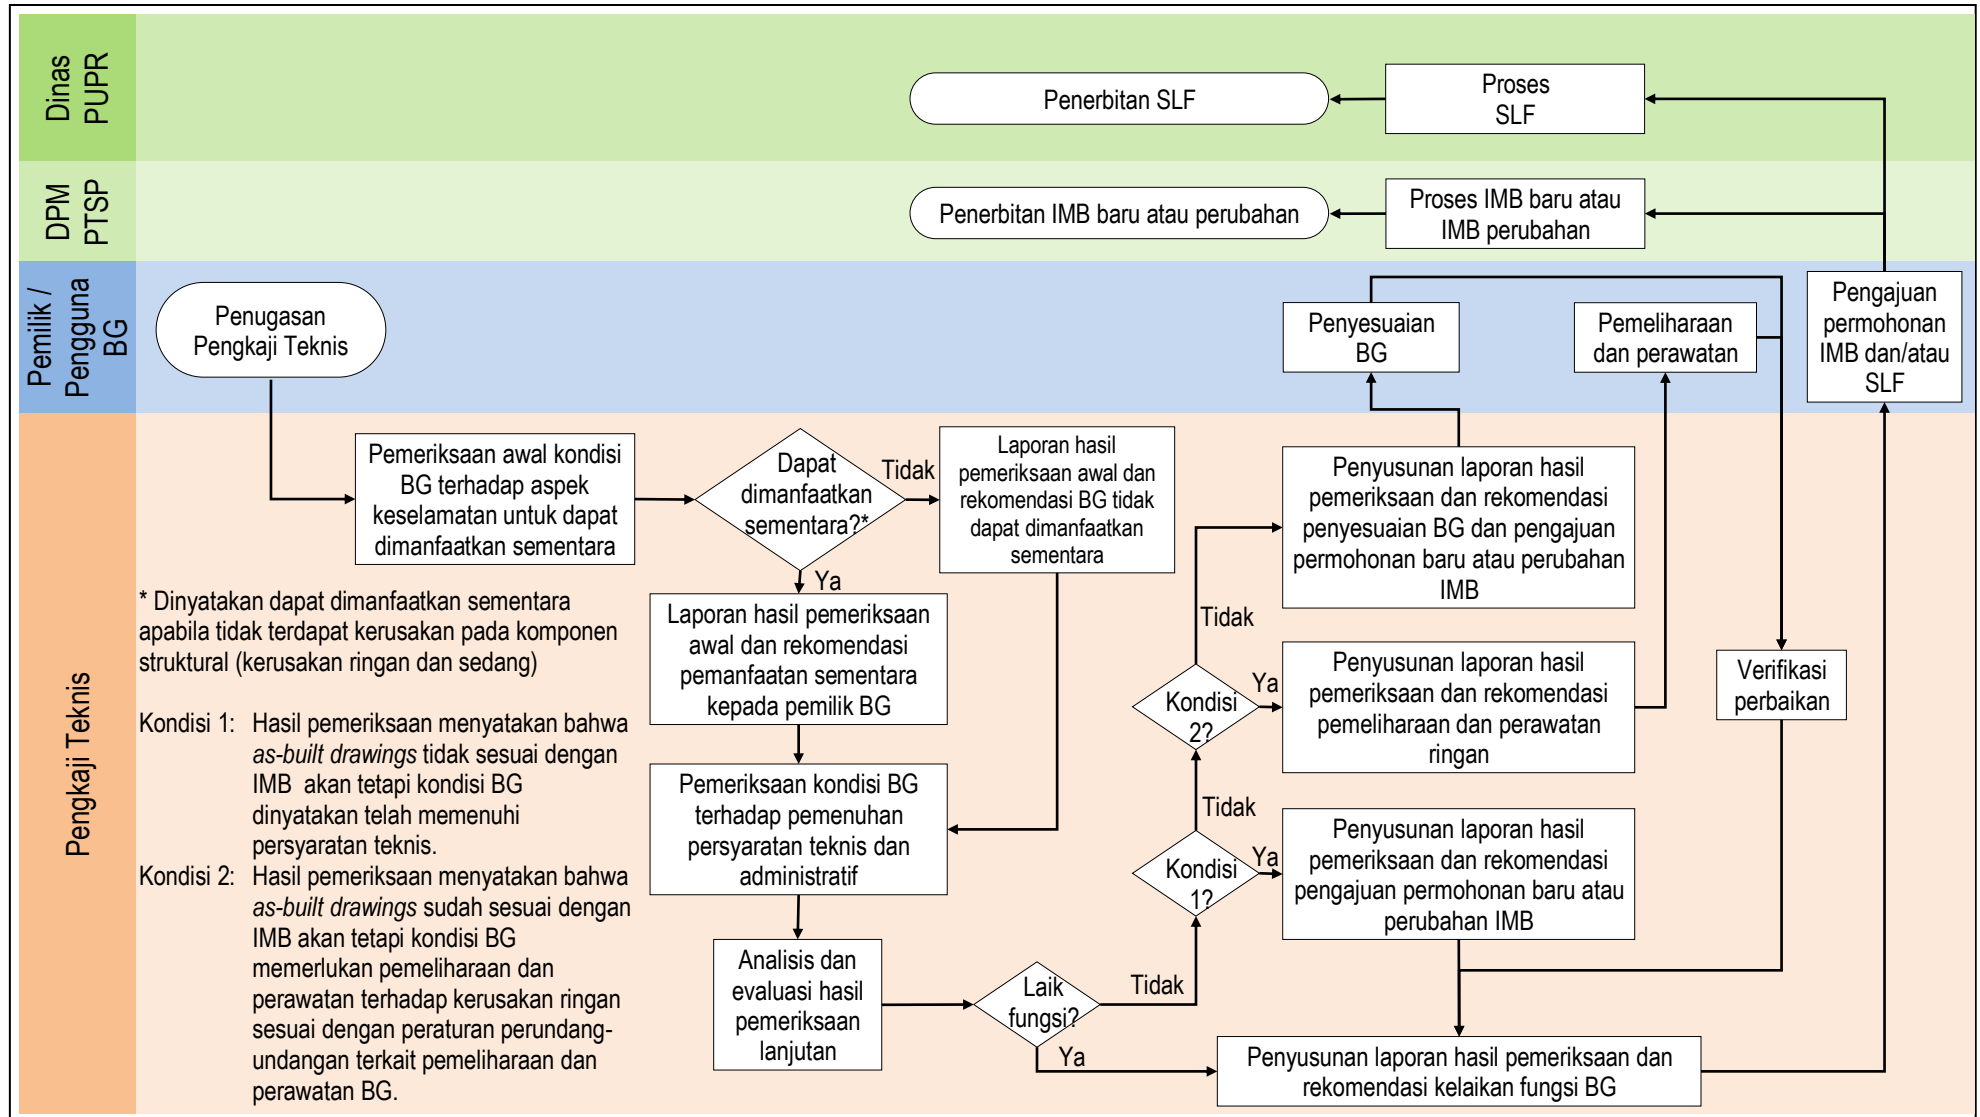 Dinas
PUPR
Penerbitan SLF
Proses
SLF
DPM
PTSP
Penerbitan IMB baru atau perubahan
Proses IMB baru atau
IMB perubahan
Pemilik /
Pengguna
BG
Penugasan
Pengkaji Teknis
Penyesuaian
BG
Pemeliharaan
dan perawatan
Pengajuan
permohonan
IMB dan/atau
SLF
Pengkaji Teknis
Pemeriksaan awal kondisi
BG terhadap aspek
keselamatan untuk dapat
dimanfaatkan sementara
Dapat
dimanfaatkan
sementara?*
Tidak
Laporan hasil
pemeriksaan awal dan
rekomendasi BG tidak
dapat dimanfaatkan
sementara
Ya
Laporan hasil pemeriksaan
awal dan rekomendasi
pemanfaatan sementara
kepada pemilik BG
Pemeriksaan kondisi BG
terhadap pemenuhan
persyaratan teknis dan
administratif
Analisis dan
evaluasi hasil
pemeriksaan
lanjutan
Laik
fungsi?
Tidak
Ya
Kondisi
1?
Ya
Tidak
Kondisi
2?
Ya
Tidak
Penyusunan laporan hasil
pemeriksaan dan rekomendasi
penyesuaian BG dan pengajuan
permohonan baru atau perubahan
IMB
Penyusunan laporan hasil
pemeriksaan dan rekomendasi
pemeliharaan dan perawatan
ringan
Penyusunan laporan hasil
pemeriksaan dan rekomendasi
pengajuan permohonan baru atau
perubahan IMB
Verifikasi
perbaikan
Penyusunan laporan hasil pemeriksaan dan
rekomendasi kelaikan fungsi BG
* Dinyatakan dapat dimanfaatkan sementara
apabila tidak terdapat kerusakan pada komponen
struktural (kerusakan ringan dan sedang)
Kondisi 1: Hasil pemeriksaan menyatakan bahwa
as-built drawings tidak sesuai dengan
IMB akan tetapi kondisi BG
dinyatakan telah memenuhi
persyaratan teknis.
Kondisi 2: Hasil pemeriksaan menyatakan bahwa
as-built drawings sudah sesuai dengan
IMB akan tetapi kondisi BG
memerlukan pemeliharaan dan
perawatan terhadap kerusakan ringan
sesuai dengan peraturan perundang-
undangan terkait pemeliharaan dan
perawatan BG.